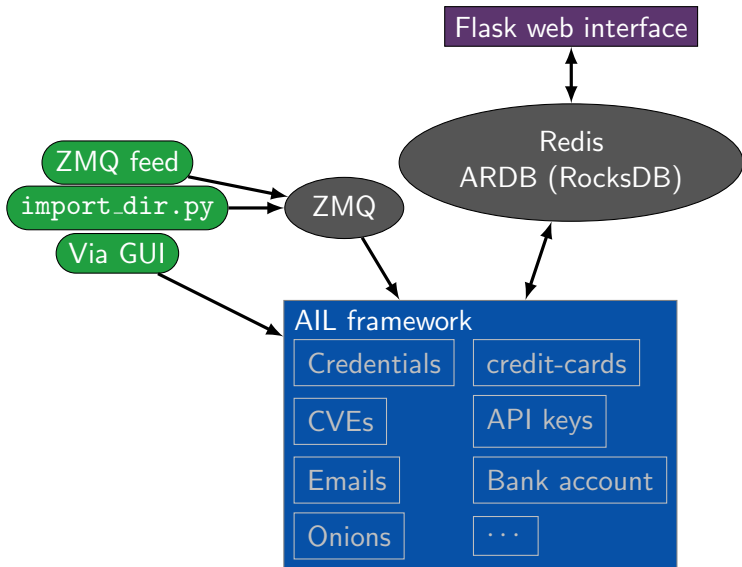 Flask web interface
Redis
ARDB (RocksDB)
ZMQ feed
import_dir.py
Via GUI
ZMQ
AIL framework
Credentials
credit-cards
CVEs
API keys
Emails
Bank account
Onions
· · ·